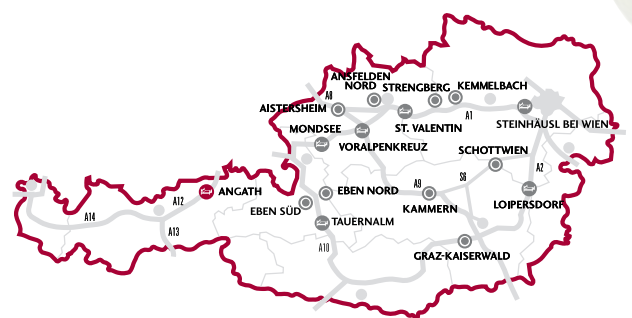 ANSFELDEN
NORD
STRENGBERG
KEMMELBACH
A8
AISTERSHEIM
A1
MONDSEE
ST. VALENTIN
STEINHÄUSL BEI WIEN
VORALPENKREUZ
SCHOTTWIEN
A2
S6
A9
ANGATH
EBEN NORD
A12
EBEN SÜD
KAMMERN
LOIPERSDORF
A14
TAUERNALM
A13
A10
GRAZ-KAISERWALD